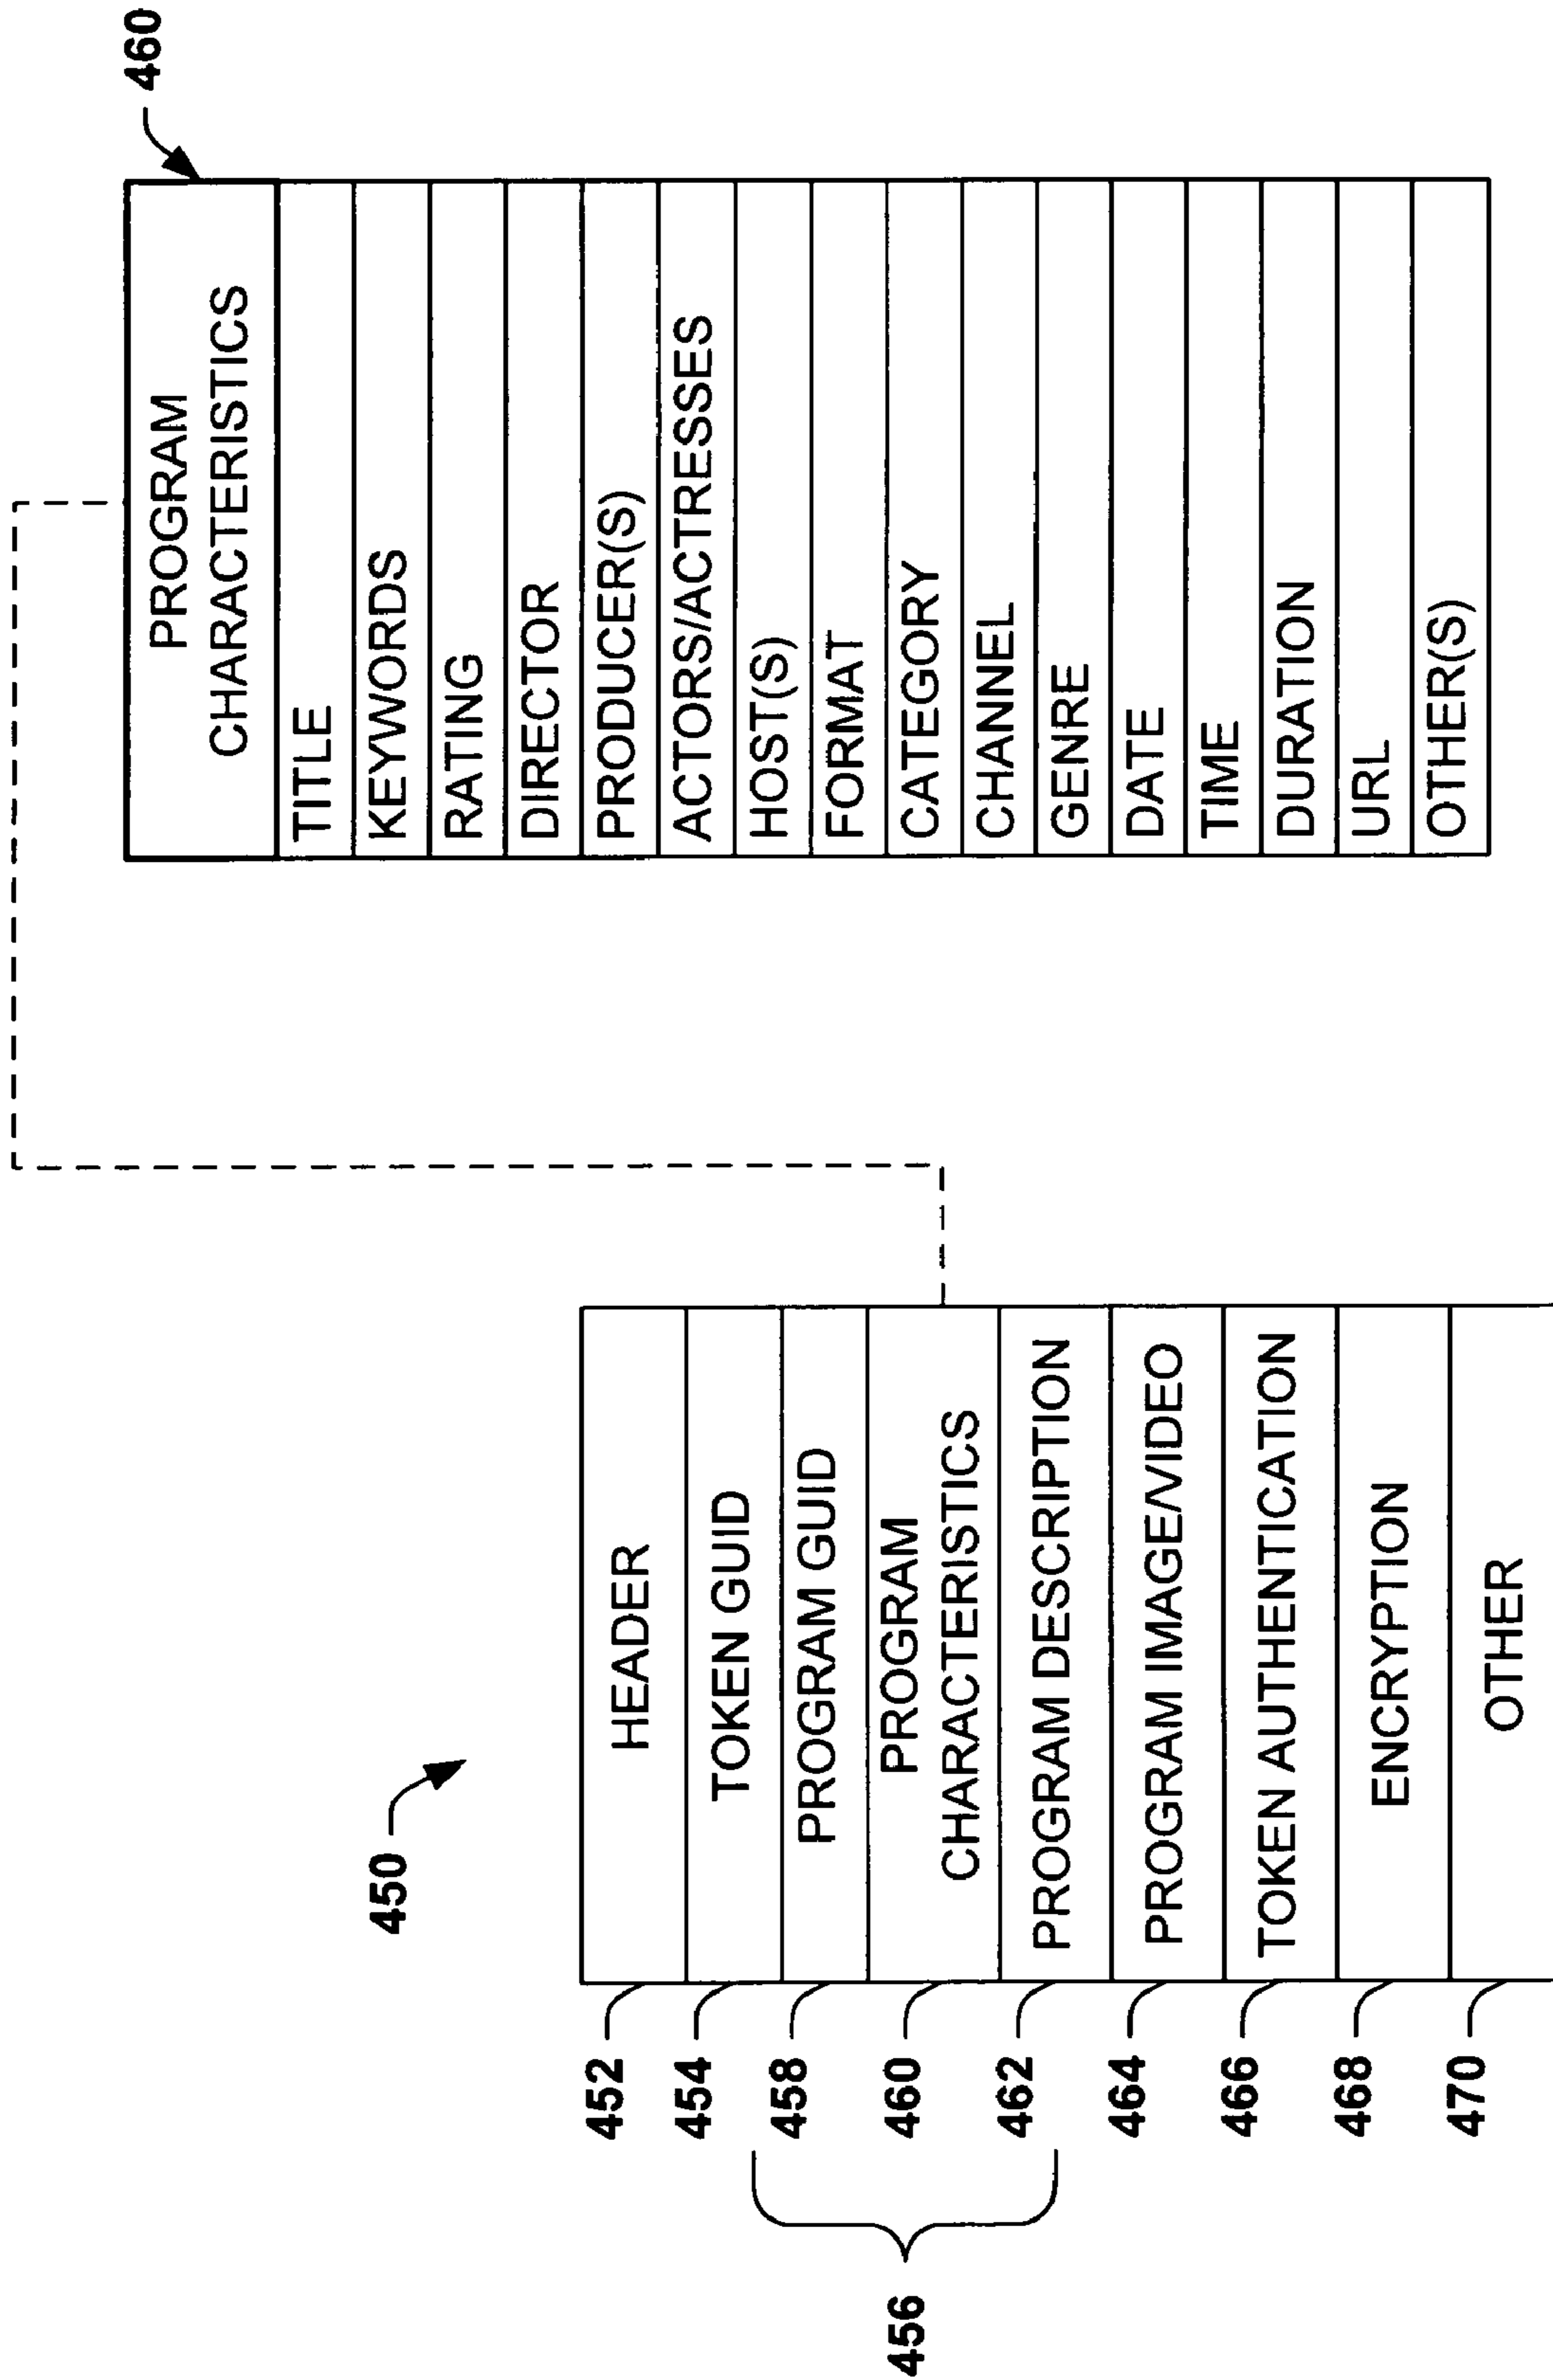 450
452
HEADER
454
TOKEN GUID
456
458
PROGRAM GUID
460
PROGRAM
CHARACTERISTICS
462
PROGRAM DESCRIPTION
464
PROGRAM IMAGE/VIDEO
466
TOKEN AUTHENTICATION
468
ENCRYPTION
470
OTHER
460
PROGRAM
CHARACTERISTICS
TITLE
KEYWORDS
RATING
DIRECTOR
PRODUCER(S)
ACTORS/ACTRESSES
HOST(S)
FORMAT
CATEGORY
CHANNEL
GENRE
DATE
TIME
DURATION
URL
OTHER(S)